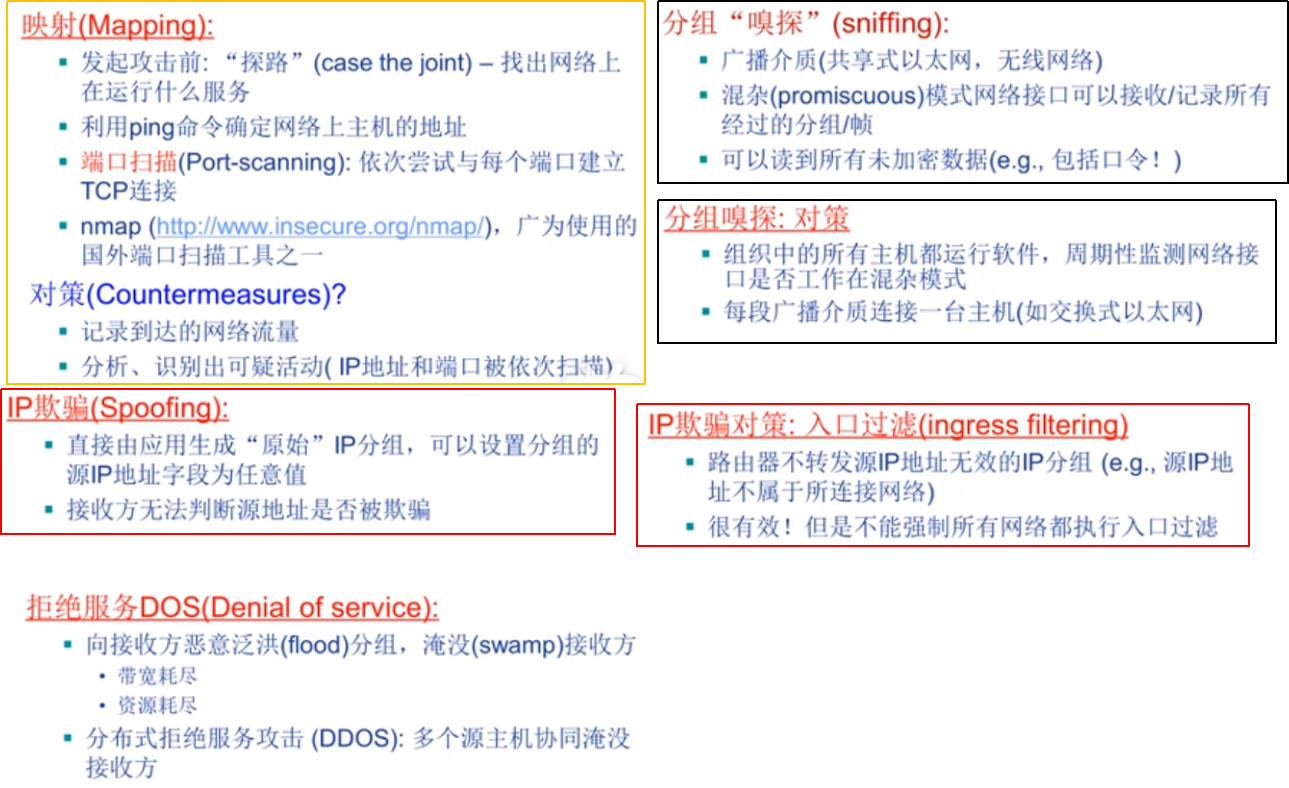 映射(Mapping):
▪ 发起攻击前: “探路”(case the joint) – 找出网络上
在运行什么服务
▪ 利用ping命令确定网络上主机的地址
▪ 端口扫描(Port-scanning): 依次尝试与每个端口建立
TCP连接
▪ nmap (http://www.insecure.org/nmap/)，广为使用的
国外端口扫描工具之一
对策(Countermeasures)?
▪ 记录到达的网络流量
▪ 分析、识别出可疑活动( IP地址和端口被依次扫描)
分组“嗅探”(sniffing):
▪ 广播介质(共享式以太网，无线网络)
▪ 混杂(promiscuous)模式网络接口可以接收/记录所有
经过的分组/帧
▪ 可以读到所有未加密数据(e.g., 包括口令！)
分组嗅探: 对策
▪ 组织中的所有主机都运行软件，周期性监测网络接
口是否工作在混杂模式
▪ 每段广播介质连接一台主机(如交换式以太网)
IP欺骗(Spoofing):
▪ 直接由应用生成“原始”IP分组，可以设置分组的
源IP地址字段为任意值
▪ 接收方无法判断源地址是否被欺骗
IP欺骗对策: 入口过滤(ingress filtering)
▪ 路由器不转发源IP地址无效的IP分组 (e.g., 源IP地
址不属于所连接网络)
▪ 很有效！但是不能强制所有网络都执行入口过滤
拒绝服务DOS(Denial of service):
▪ 向接收方恶意泛洪(flood)分组，淹没(swamp)接收方
• 带宽耗尽
• 资源耗尽
▪ 分布式拒绝服务攻击 (DDOS): 多个源主机协同淹没
接收方